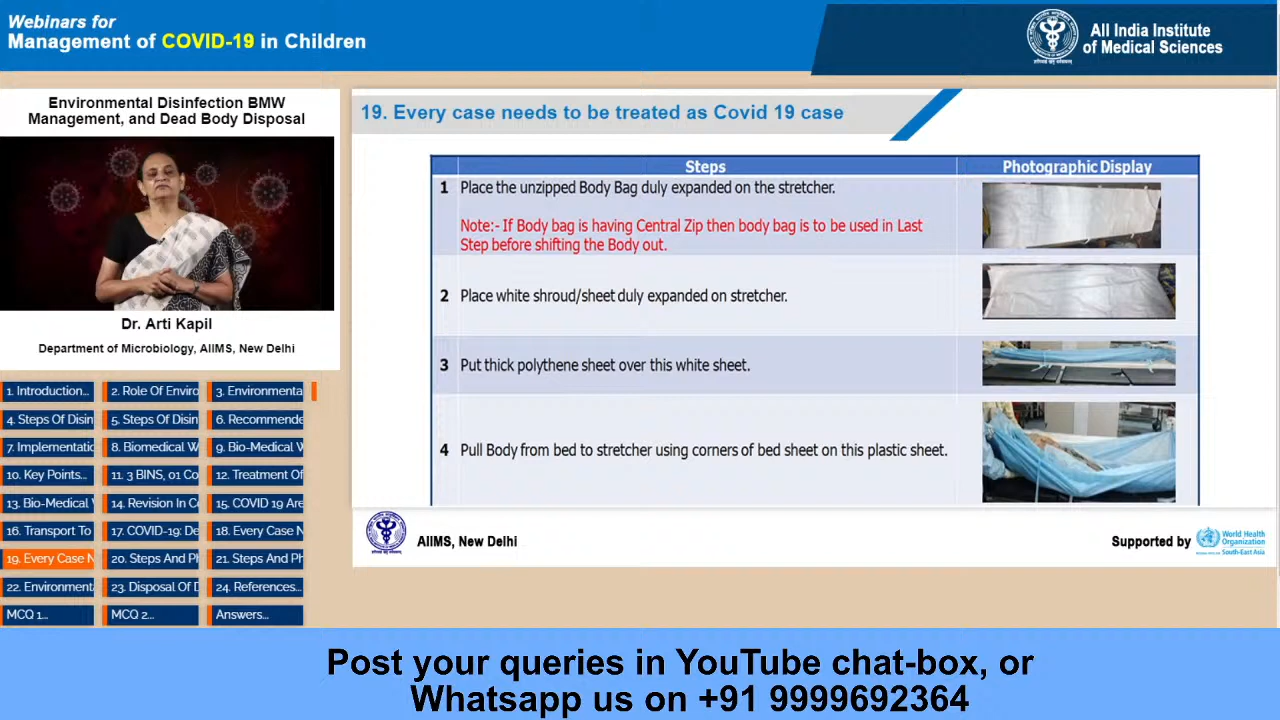 Webinars for
Management of COVID-19 in Children
All India Institute
of Medical Sciences
Environmental Disinfection BMW
Management, and Dead Body Disposal
Dr. Arti Kapil
Department of Microbiology, AIIMS, New Delhi
1. Introduction...
2. Role Of Enviro
3. Environmenta
4. Steps Of Disin
5. Steps Of Disin
6. Recommende
7. Implementatio
8. Biomedical W
9. Bio-Medical W
10. Key Points...
11. 3 BINS, 01 Co
12. Treatment Of
13. Bio-Medical W
14. Revision In Co
15. COVID 19 Are
16. Transport To
17. COVID-19: De
18. Every Case N
19. Every Case N
20. Steps And Ph
21. Steps And Ph
22. Environmenta
23. Disposal Of D
24. References...
MCQ 1...
MCQ 2...
Answers...
19. Every case needs to be treated as Covid 19 case
Steps
Photographic Display
1 Place the unzipped Body Bag duly expanded on the stretcher.
Note:- If Body bag is having Central Zip then body bag is to be used in Last
Step before shifting the Body out.
2 Place white shroud/sheet duly expanded on stretcher.
3 Put thick polythene sheet over this white sheet.
4 Pull Body from bed to stretcher using corners of bed sheet on this plastic sheet.
AIIMS, New Delhi
Supported by
World Health
Organization
South-East Asia
Post your queries in YouTube chat-box, or
Whatsapp us on +91 9999692364